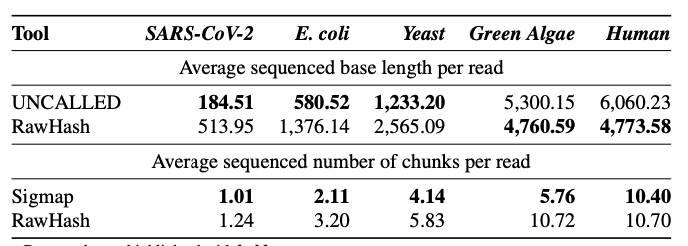 Tool SARS-CoV-2 E. coli Yeast Green Algae Human
Average sequenced base length per read
UNCALLED 184.51 580.52 1,233.20 5,300.15 6,060.23
RawHash 513.95 1,376.14 2,565.09 4,760.59 4,773.58
Average sequenced number of chunks per read
Sigmap 1.01 2.11 4.14 5.76 10.40
RawHash 1.24 3.20 5.83 10.72 10.70